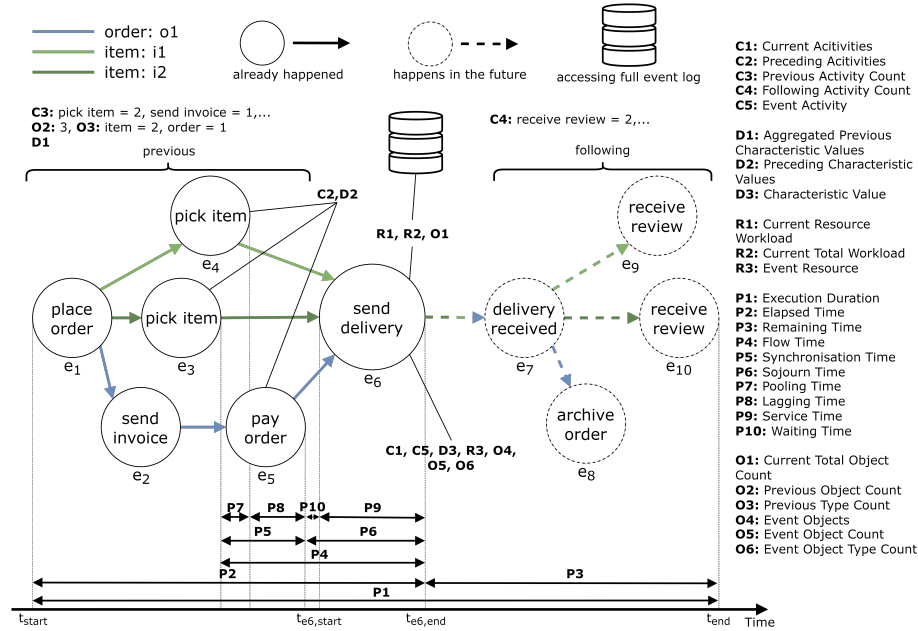 order: o1
item: i1
item: i2
already happened
happens in the future
accessing full event log
C3: pick item = 2, send invoice = 1,...
O2: 3, O3: item = 2, order = 1
D1
previous
C4: receive review = 2,...
following
C2,D2
R1, R2, O1
place
order
e1
pick item
e4
pick item
e3
send
invoice
e2
pay
order
e5
send
delivery
e6
delivery
received
e7
receive
review
e9
receive
review
e10
archive
order
e8
C1, C5, D3, R3, O4,
O5, O6
P7
P8
P10
P9
P5
P6
P4
P2
P3
P1
tstart
te6,start
te6,end
tend
Time
C1: Current Acitivities
C2: Preceding Acitivities
C3: Previous Activity Count
C4: Following Activity Count
C5: Event Activity
D1: Aggregated Previous
Characteristic Values
D2: Preceding Characteristic
Values
D3: Characteristic Value
R1: Current Resource
Workload
R2: Current Total Workload
R3: Event Resource
P1: Execution Duration
P2: Elapsed Time
P3: Remaining Time
P4: Flow Time
P5: Synchronisation Time
P6: Sojourn Time
P7: Pooling Time
P8: Lagging Time
P9: Service Time
P10: Waiting Time
O1: Current Total Object
Count
O2: Previous Object Count
O3: Previous Type Count
O4: Event Objects
O5: Event Object Count
O6: Event Object Type Count